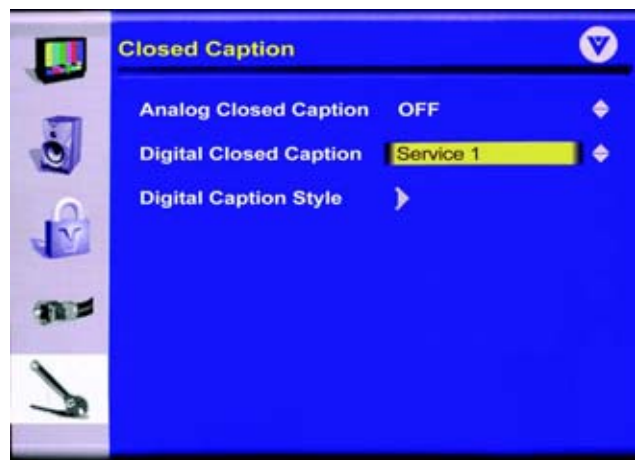 Closed Caption
Analog Closed Caption OFF
Digital Closed Caption Service 1
Digital Caption Style